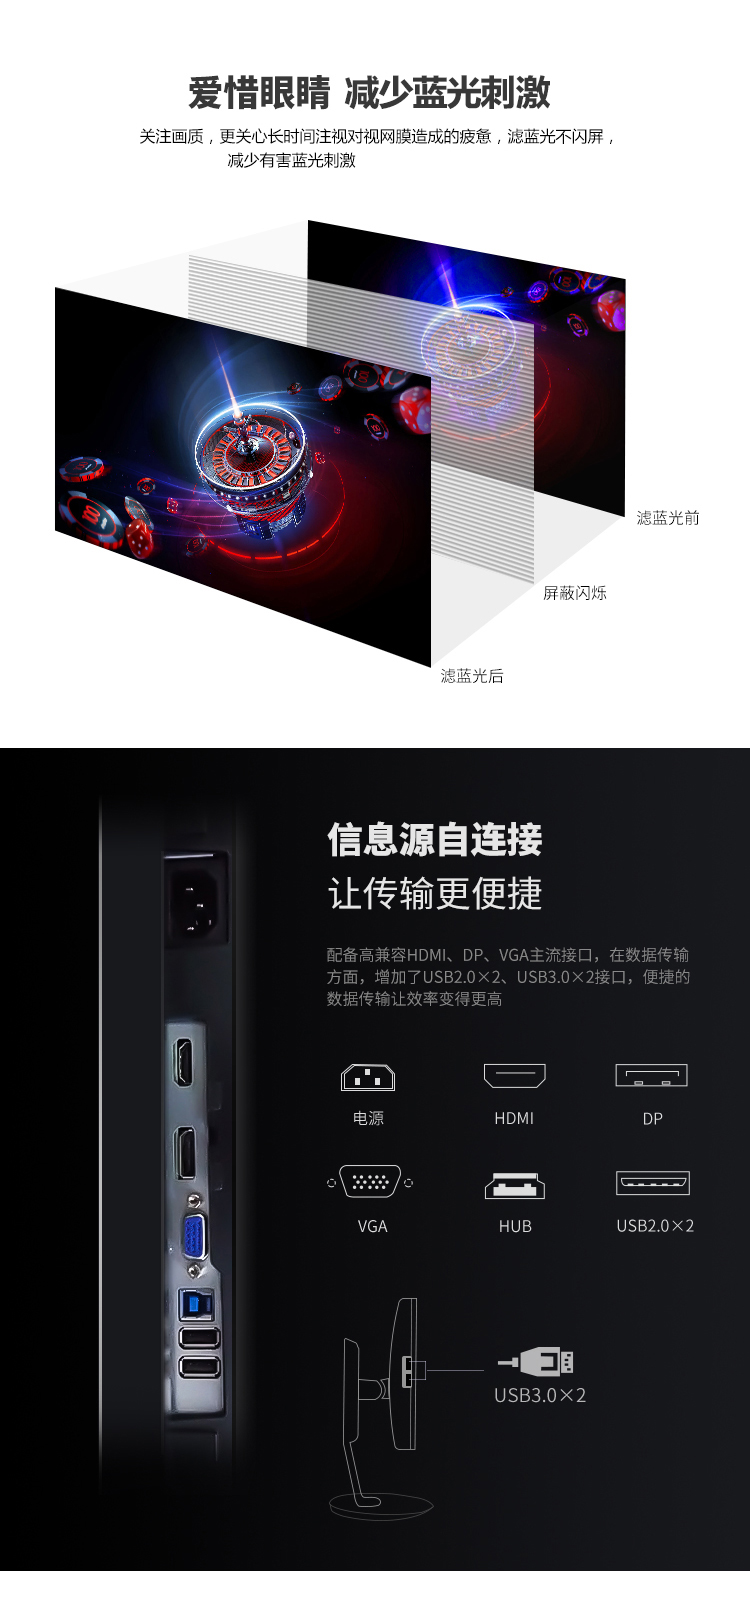 爱惜眼睛 减少蓝光刺激
关注画质，更关心长时间注视对视网膜造成的疲惫，滤蓝光不闪屏，
减少有害蓝光刺激
滤蓝光前
屏蔽闪烁
滤蓝光后
信息源自连接
让传输更便捷
配备高兼容HDMI、DP、VGA主流接口，在数据传输
方面，增加了USB2.0×2、USB3.0×2接口，便捷的
数据传输让效率变得更高
电源
HDMI
DP
VGA
HUB
USB2.0×2
USB3.0×2